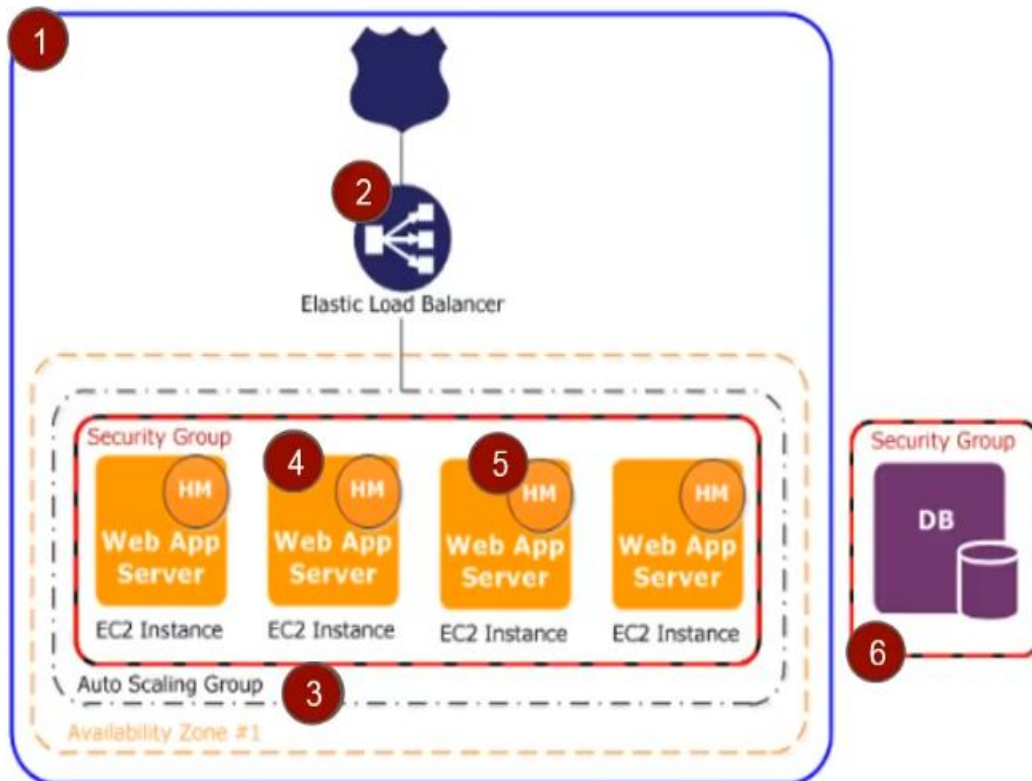 1
2
Elastic Load Balancer
Security Group
4
5
HM
HM
HM
HM
Web App
Server
Web App
Server
Web App
Server
Web App
Server
EC2 Instance
EC2 Instance
EC2 Instance
EC2 Instance
Auto Scaling Group
3
Availability Zone #1
Security Group
DB
6